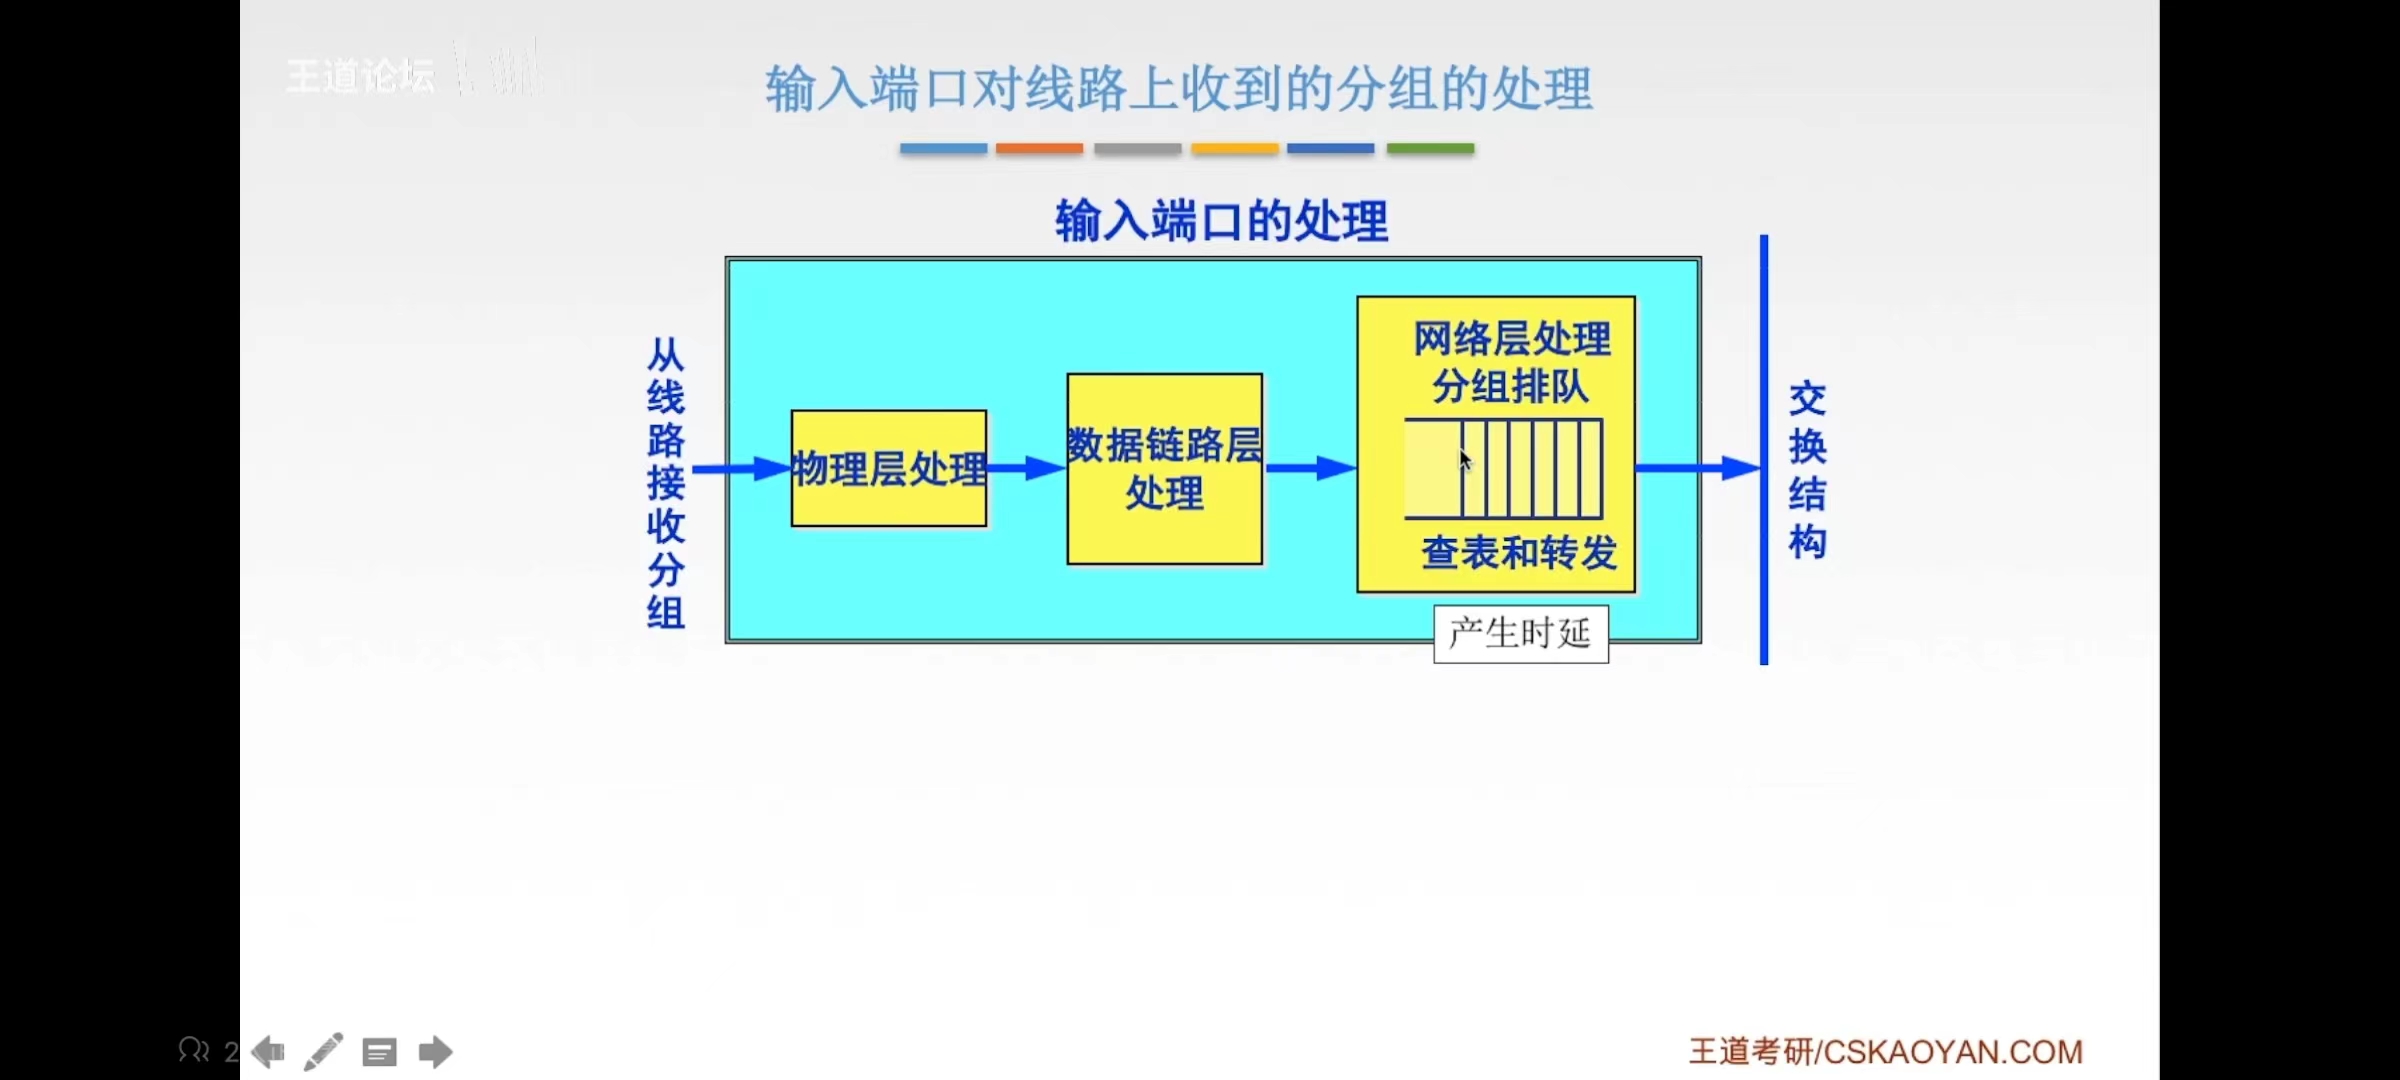 王道论坛
输入端口对线路上收到的分组的处理
输入端口的处理
从线路接收分组
物理层处理
数据链路层
处理
网络层处理
分组排队
查表和转发
产生时延
交换结构
2
王道考研/CSKAOYAN.COM